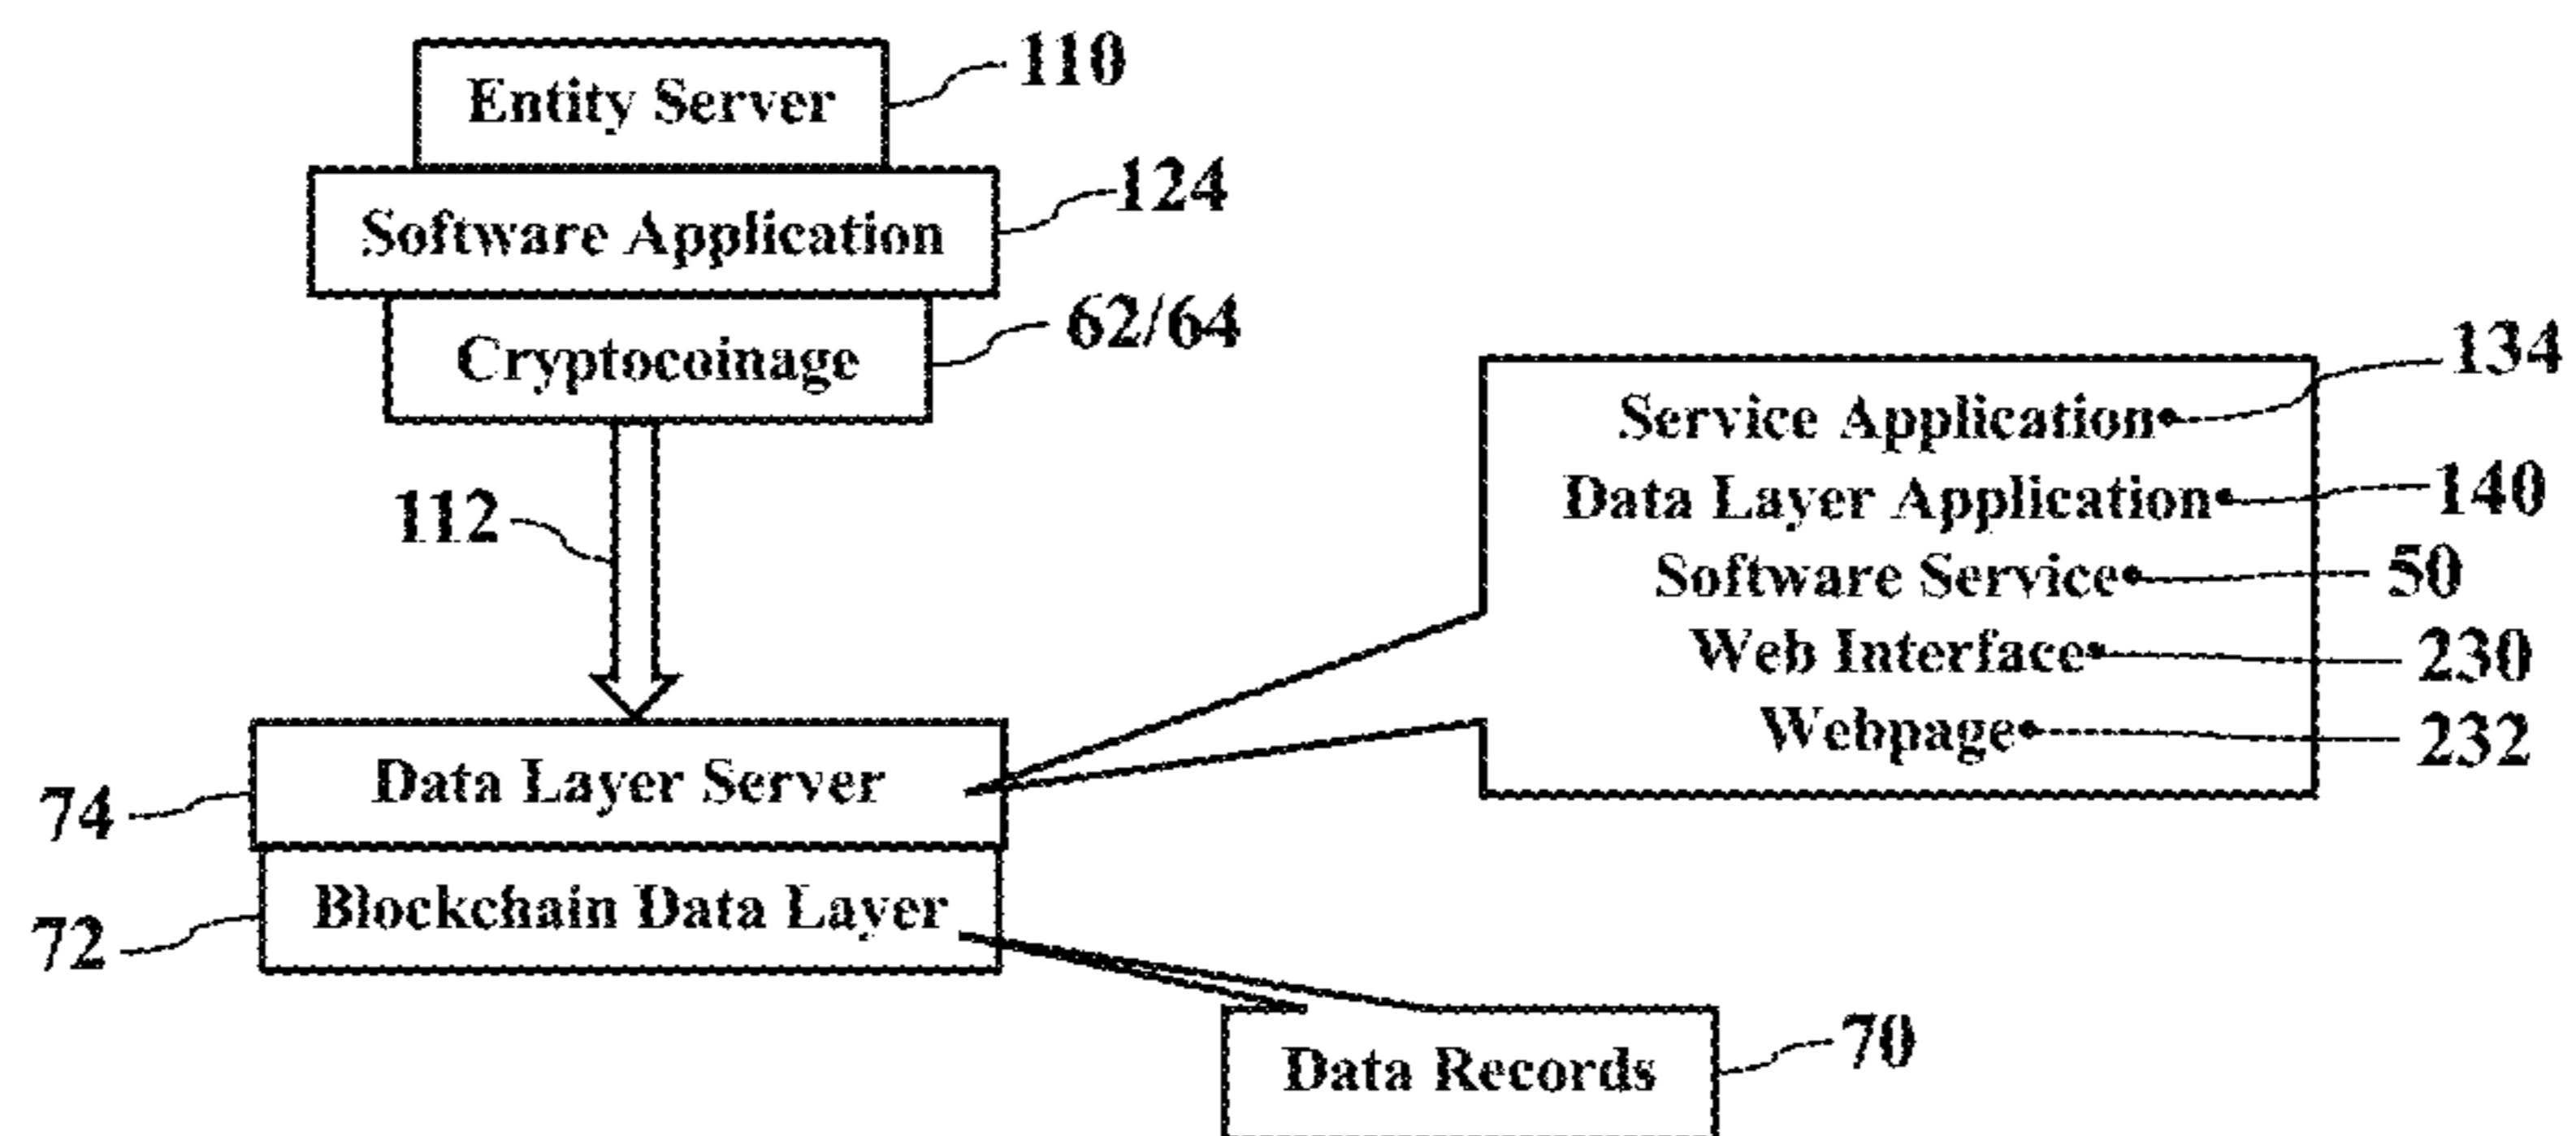 Entity Server
110
Software Application
124
Cryptocoinage
62/64
112
Service Application
134
Data Layer Application
140
Software Service
50
Web Interface
230
Webpage
232
Data Layer Server
74
Blockchain Data Layer
72
Data Records
70